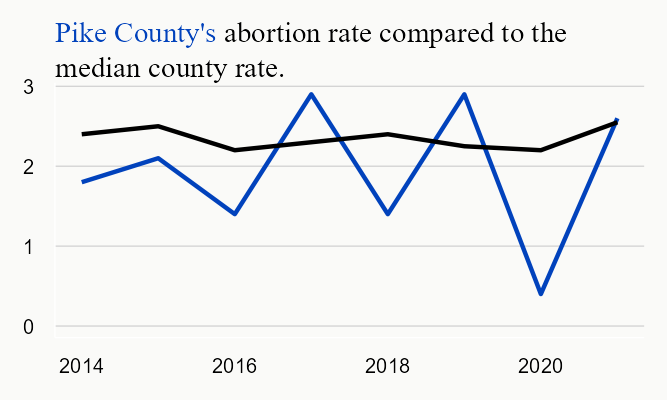 Pike County's abortion rate compared to the
median county rate.
3
2
1
0
2014 2016 2018 2020